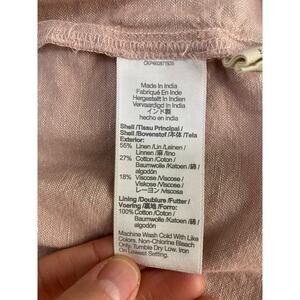 Made In India
Fabriqué En Inde
Hergestellt in Indien
Vervaardigd In India
インド製
hecho en india
Shell /Tissu Principal /
Shell /Bovenstof /本体 /Tela
Exterior:
55% Linen /Lin /Leinen/
Linnen /麻 /lino
27% Cotton /Coton /
Baumwolle /Katoen /綿 /
algodón
18% Viscose /Viscose/
Viskose /Viscose/
レーヨン /Viscosa
Lining /Doublure /Futter /
Voering /裏地 /Forro:
100% Cotton /Coton/
Baumwolle /Katoen /綿 /
algodón
Machine Wash Cold With Like
Colors. Non-Chlorine Bleach
Only. Tumble Dry Low. Iron
On Lowest Setting.